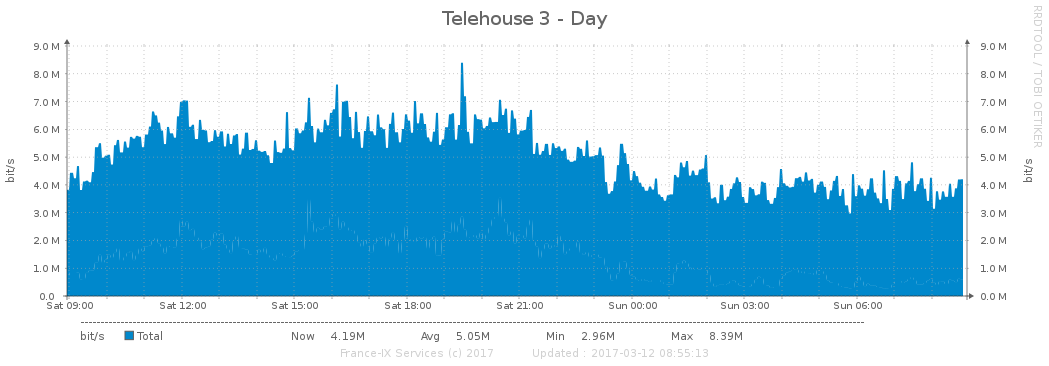 Telehouse 3 - Day
RRDTOOL / TOBI OETIKER
bit/s
9.0 M
8.0 M
7.0 M
6.0 M
5.0 M
4.0 M
3.0 M
2.0 M
1.0 M
0.0
9.0 M
8.0 M
7.0 M
6.0 M
5.0 M
4.0 M
3.0 M
2.0 M
1.0 M
0.0 M
bit/s
Sat 09:00 Sat 12:00 Sat 15:00 Sat 18:00 Sat 21:00 Sun 00:00 Sun 03:00 Sun 06:00
bit/s Total Now 4.19M Avg 5.05M Min 2.96M Max 8.39M
France-IX Services (c) 2017 Updated : 2017-03-12 08:55:13